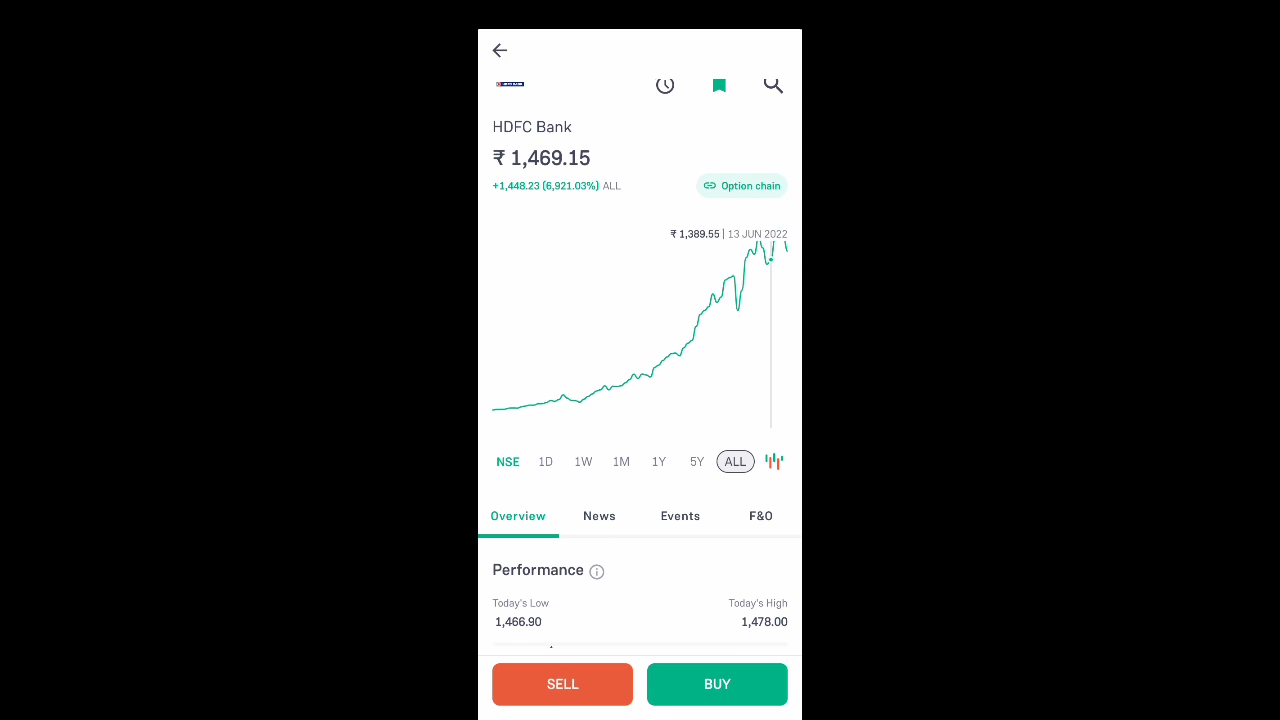 HDFC BANK
HDFC Bank
₹ 1,469.15
+1,448.23 (6,921.03%) ALL
Option chain
₹ 1,389.55 | 13 JUN 2022
NSE 1D 1W 1M 1Y 5Y ALL
Overview News Events F&O
Performance
Today's Low Today's High
1,466.90 1,478.00
SELL BUY